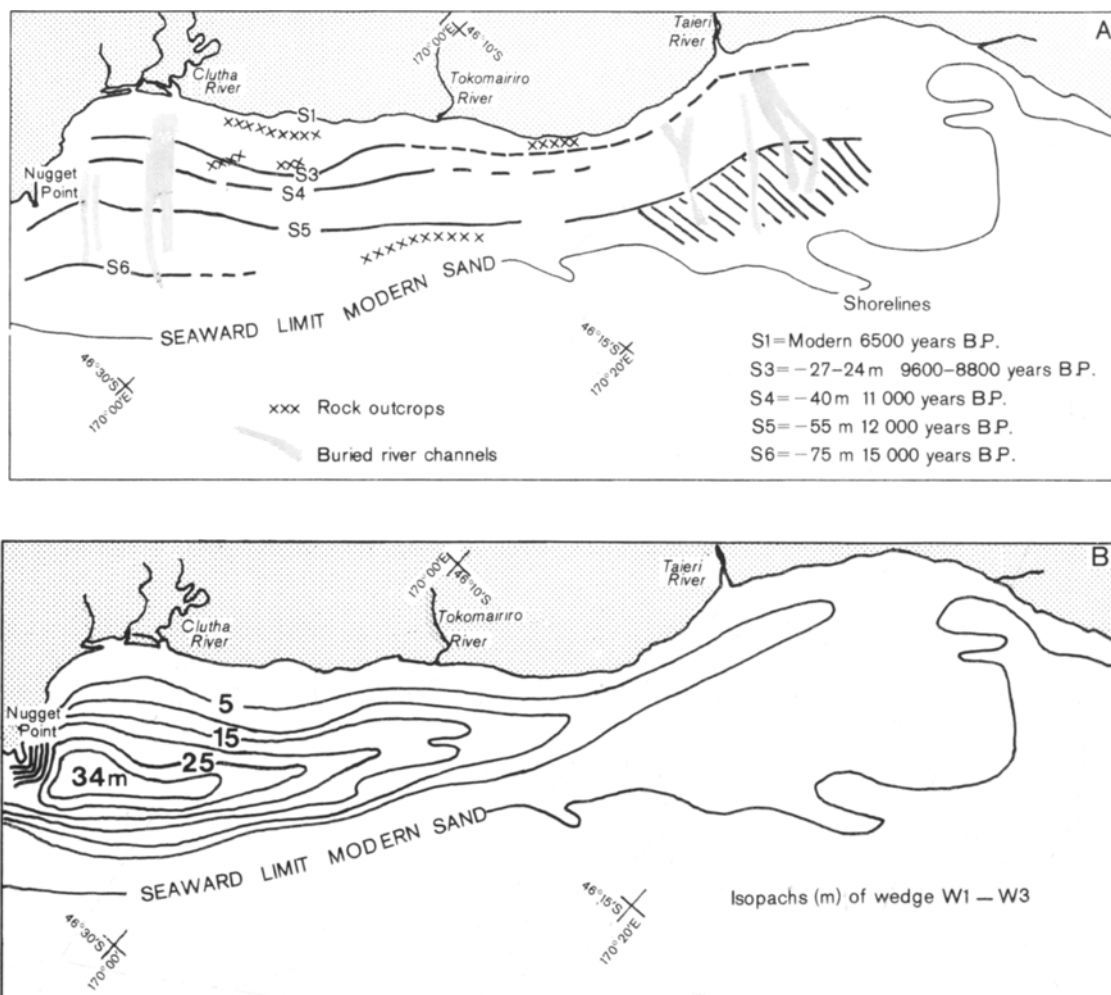 A
Taieri
River
170°00'E
46°10'S
Clutha
River
Tokomairiro
River
S1
Nugget
Point
S3
S4
S5
S6
SEAWARD LIMIT MODERN SAND
Shorelines
46°30'S
170°00'E
46°15'S
170°20'E
S1=Modern 6500 years B.P.
S3=-27-24m 9600-8800 years B.P.
S4=-40m 11 000 years B.P.
S5=-55 m 12 000 years B.P.
S6=-75 m 15 000 years B.P.
xxx Rock outcrops
Buried river channels
B
Taieri
River
170°00'E
46°10'S
Clutha
River
Tokomairiro
River
5
Nugget
Point
15
25
34m
SEAWARD LIMIT MODERN SAND
Isopachs (m) of wedge W1 — W3
46°30'S
170°00'
46°15'S
170°20'E